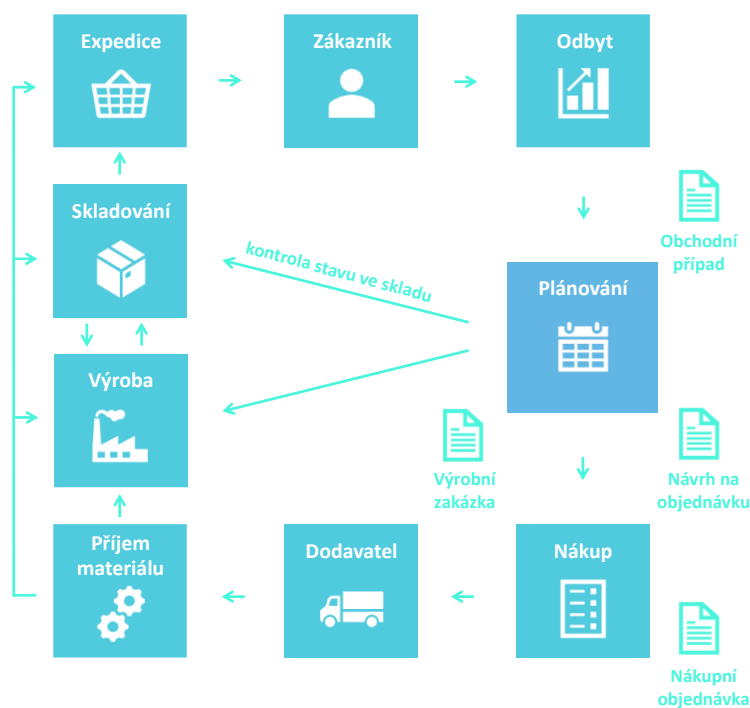 Expedice
Zákazník
Odbyt
Skladování
Obchodní
případ
kontrola stavu ve skladu
Plánování
Výroba
Výrobní
zakázka
Návrh na
objednávku
Příjem
materiálu
Dodavatel
Nákup
Nákupní
objednávka